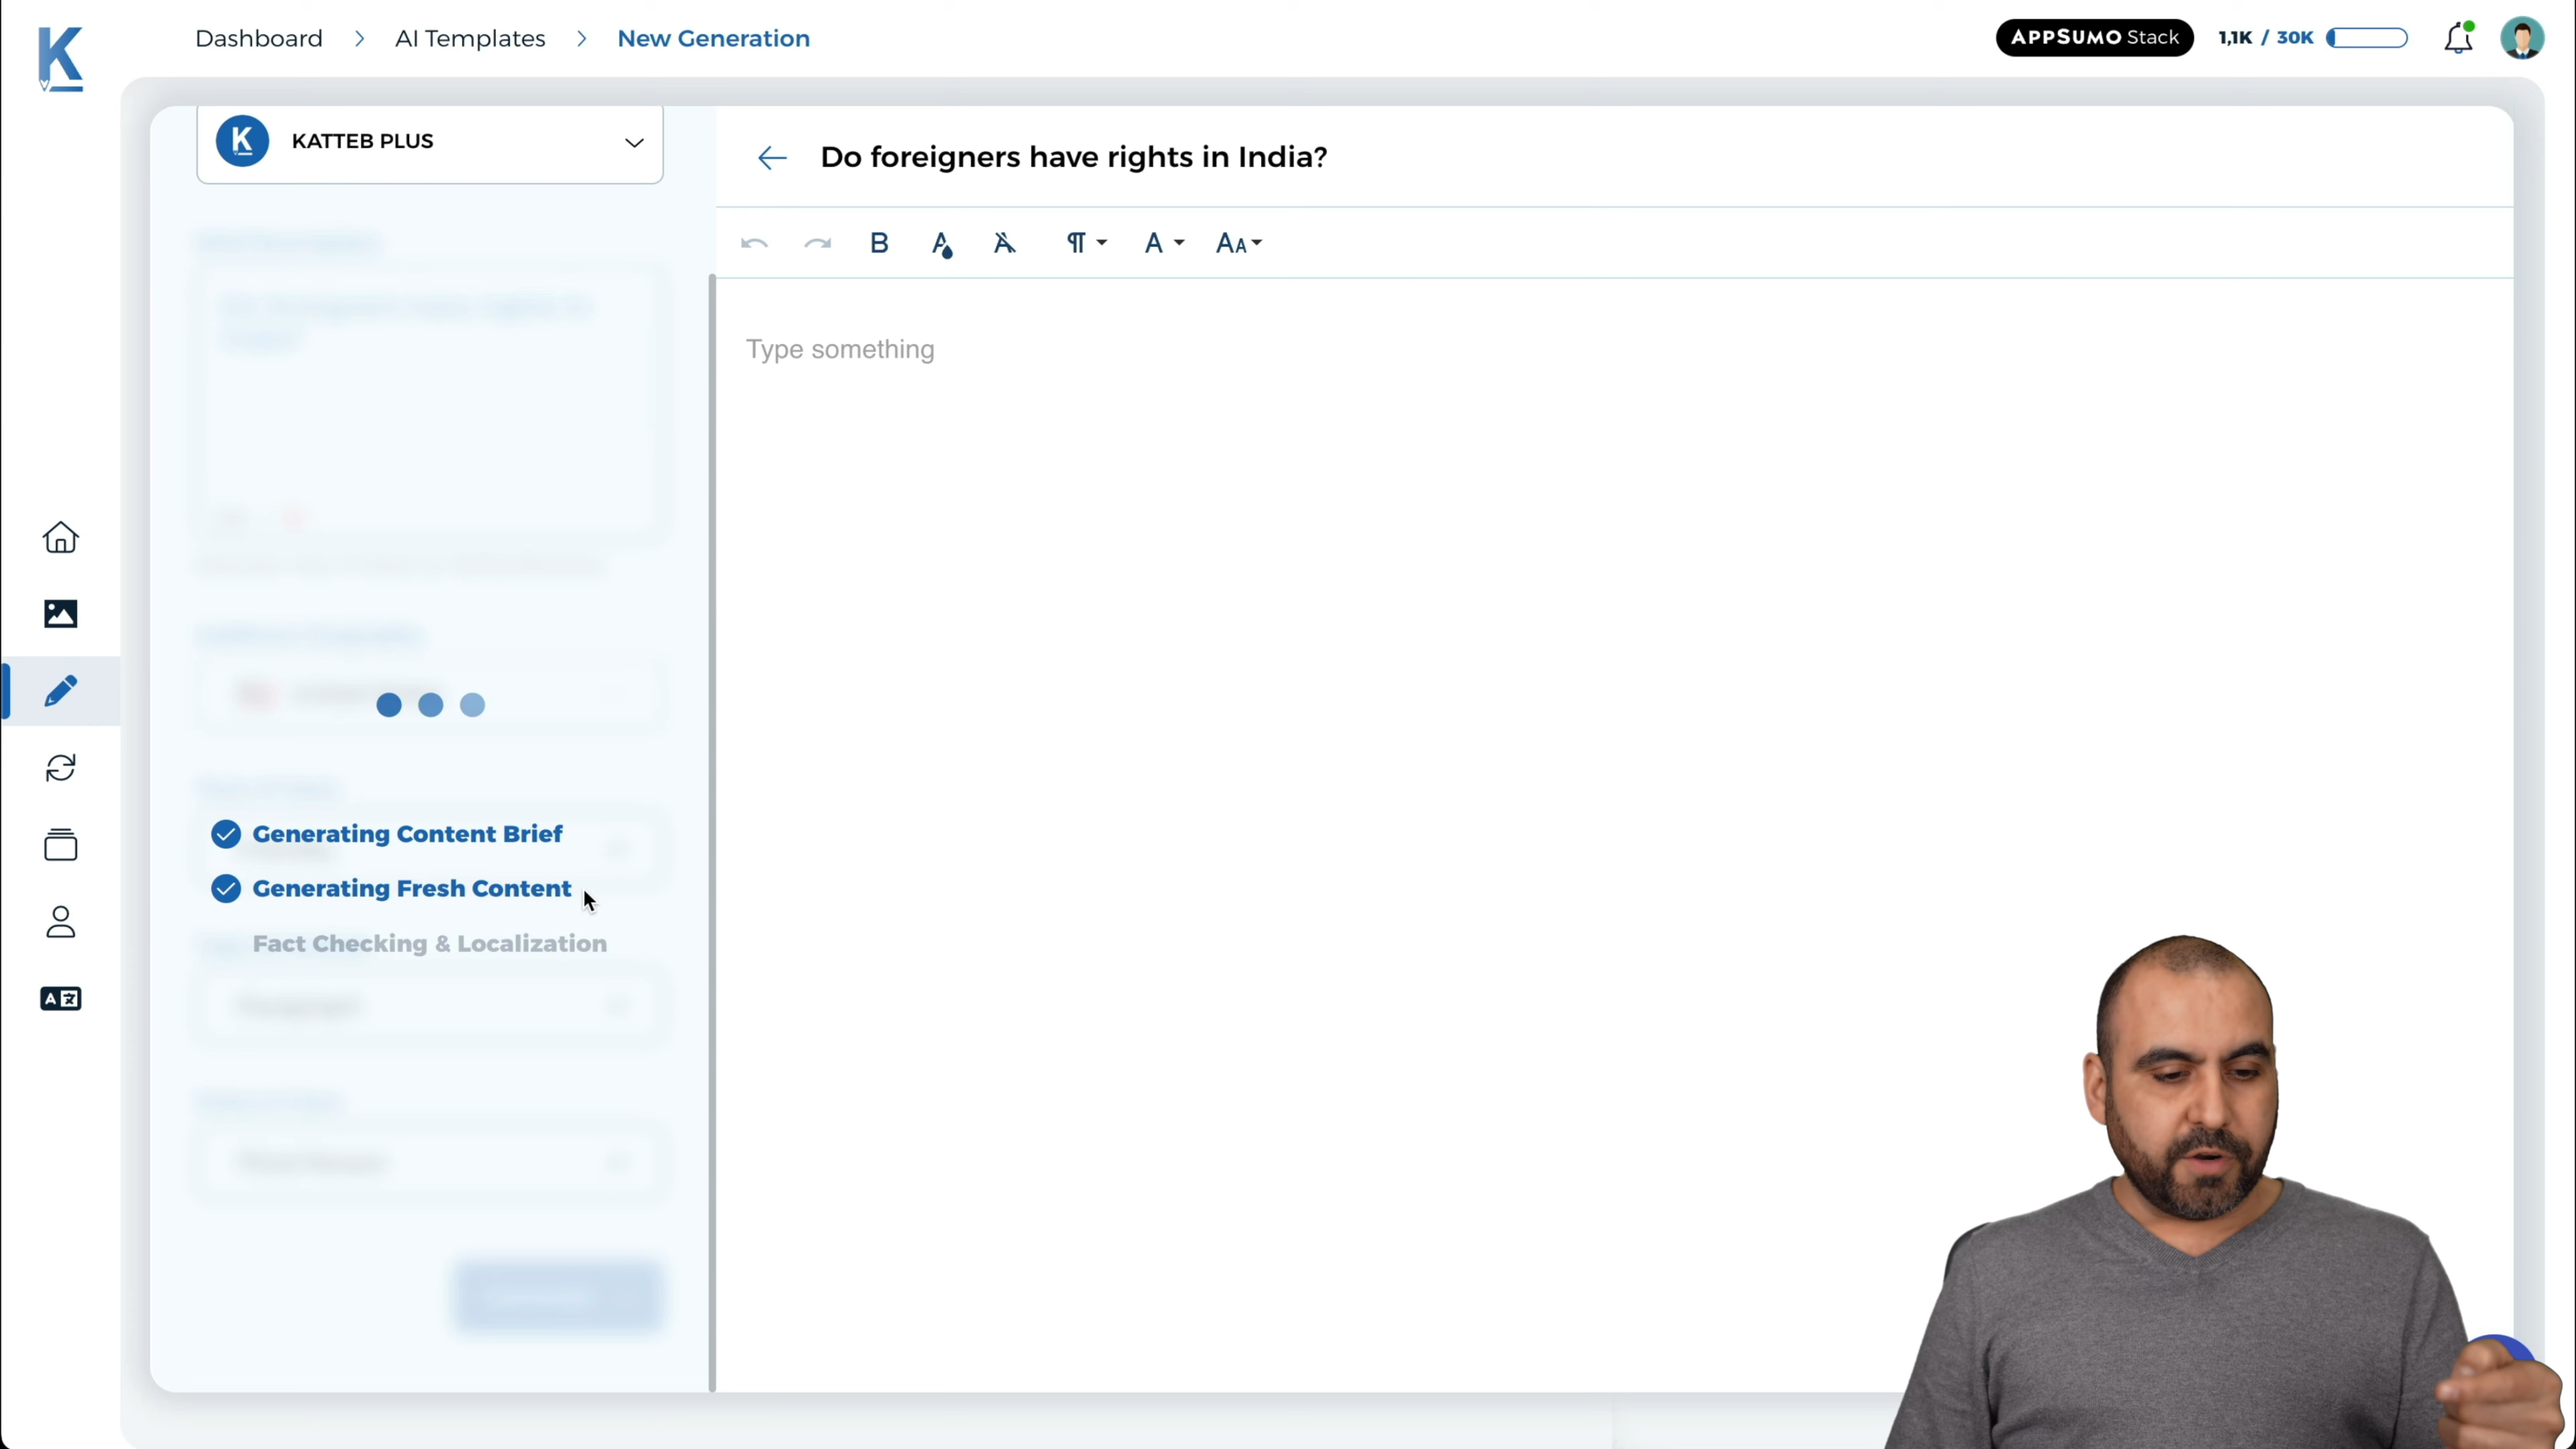 Dashboard > AI Templates > New Generation
APPSUMO Stack 1,1K / 30K
K
KATTEB PLUS
Do foreigners have rights in India?
B A A ¶ A AA
Type something
Generating Content Brief
Generating Fresh Content
Fact Checking & Localization